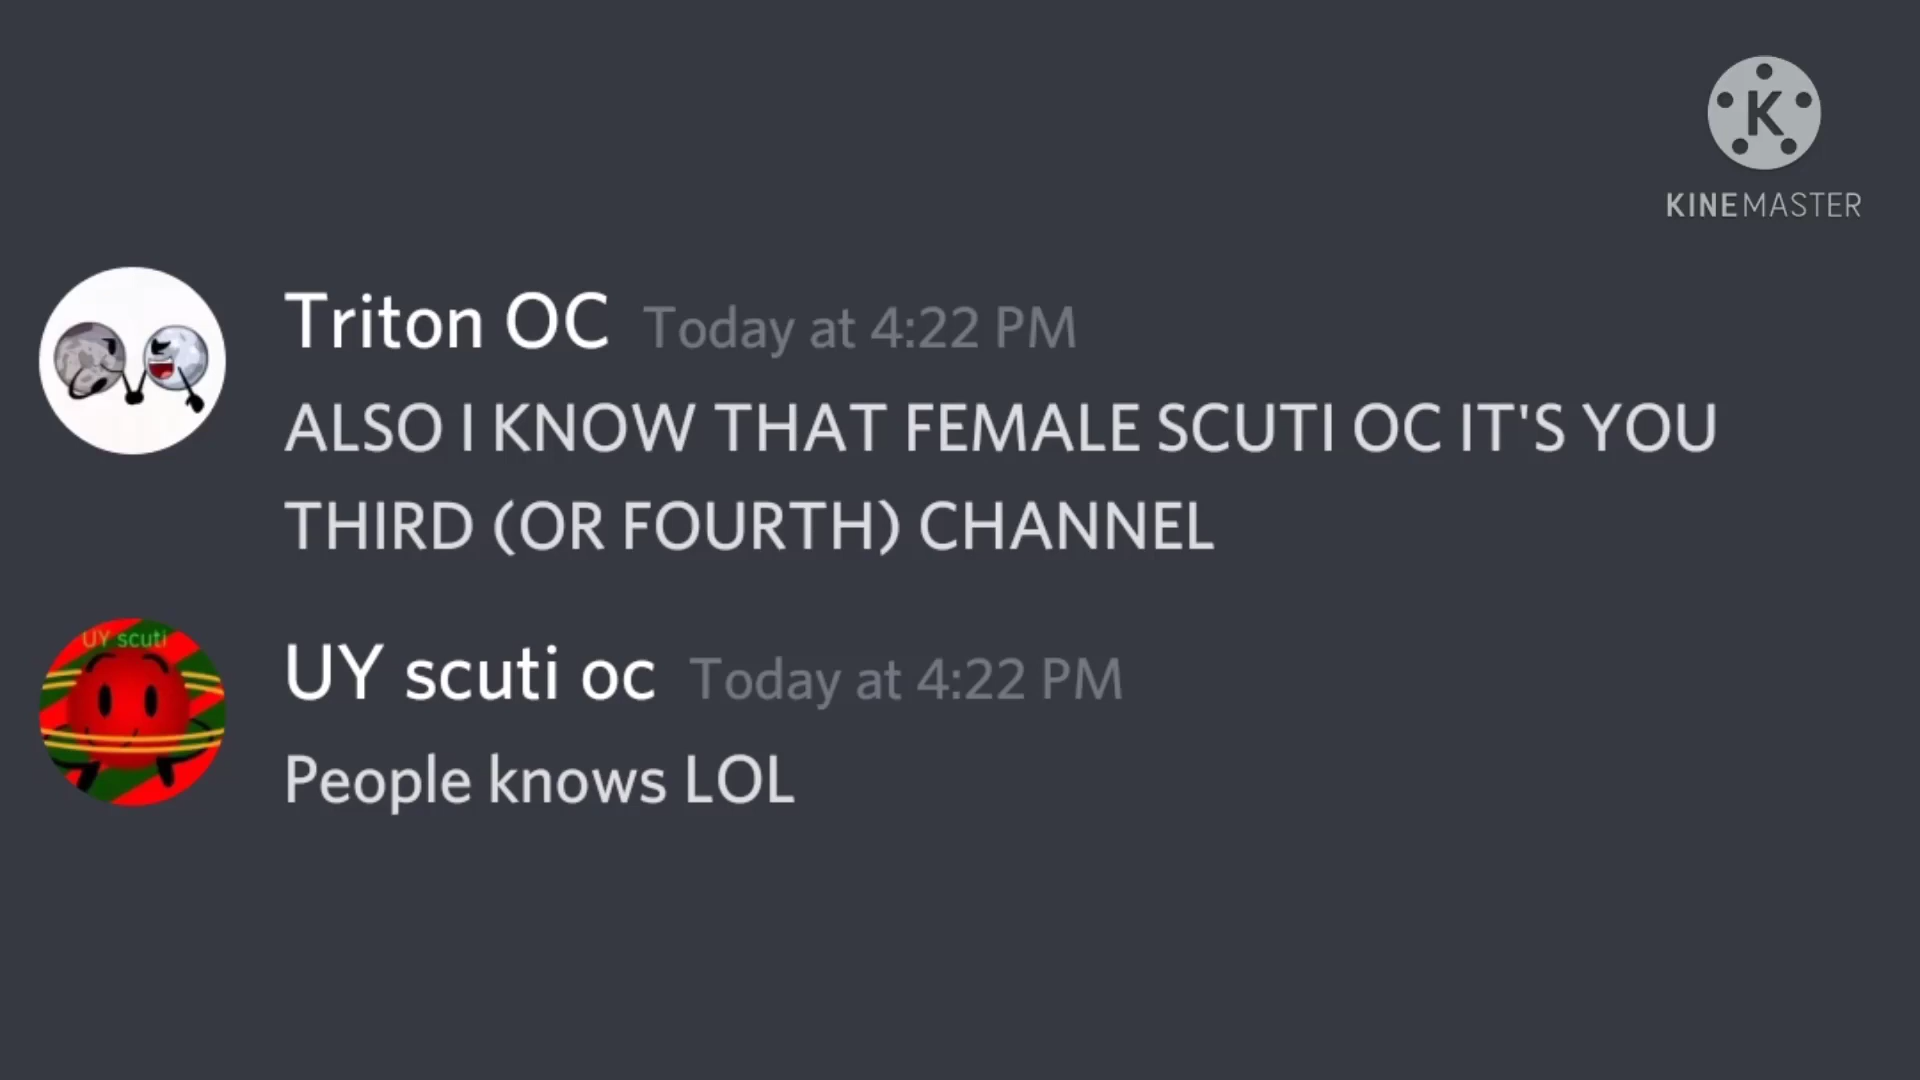 KINEMASTER
Triton OC Today at 4:22 PM
ALSO I KNOW THAT FEMALE SCUTI OC IT'S YOU
THIRD (OR FOURTH) CHANNEL
UY scuti
UY scuti oc Today at 4:22 PM
People knows LOL